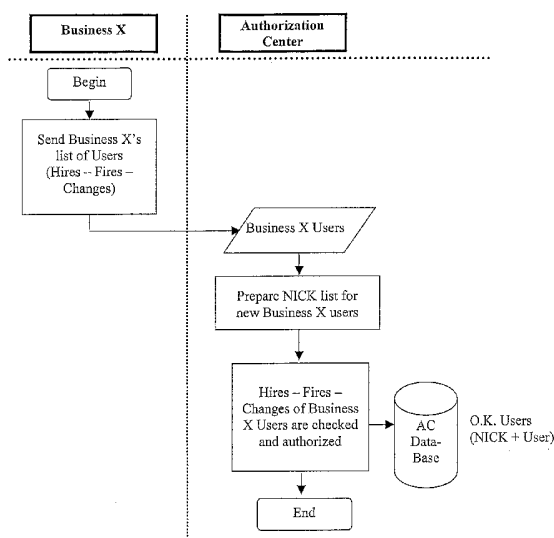 Business X
Authorization
Center
Begin
Send Business X's
list of Users
(Hires -- Fires –
Changes)
Business X Users
Prepare NICK list for
new Business X users
Hires – Fires –
Changes of Business
X Users are checked
and authorized
AC
Data-
Base
O.K. Users
(NICK + User)
End